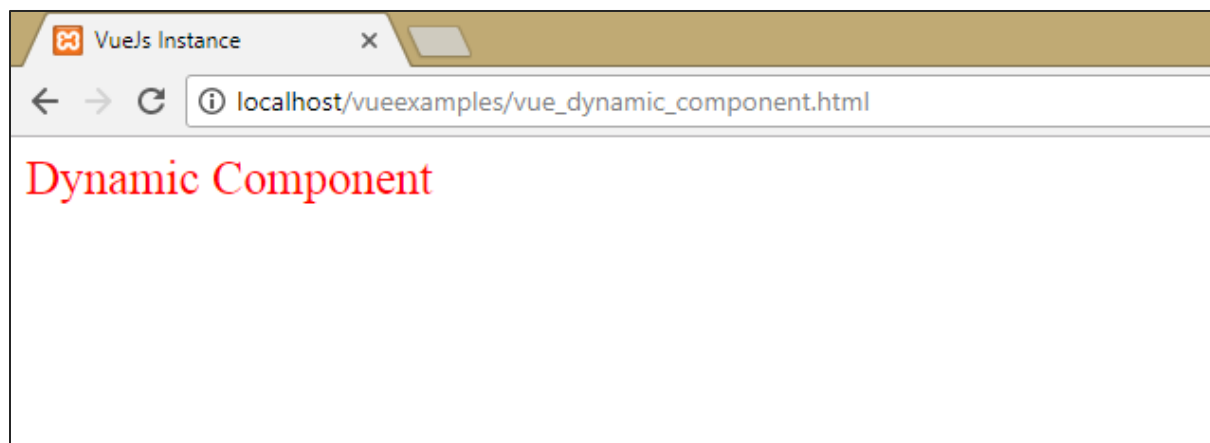 VueJs Instance
localhost/vueexamples/vue_dynamic_component.html
Dynamic Component